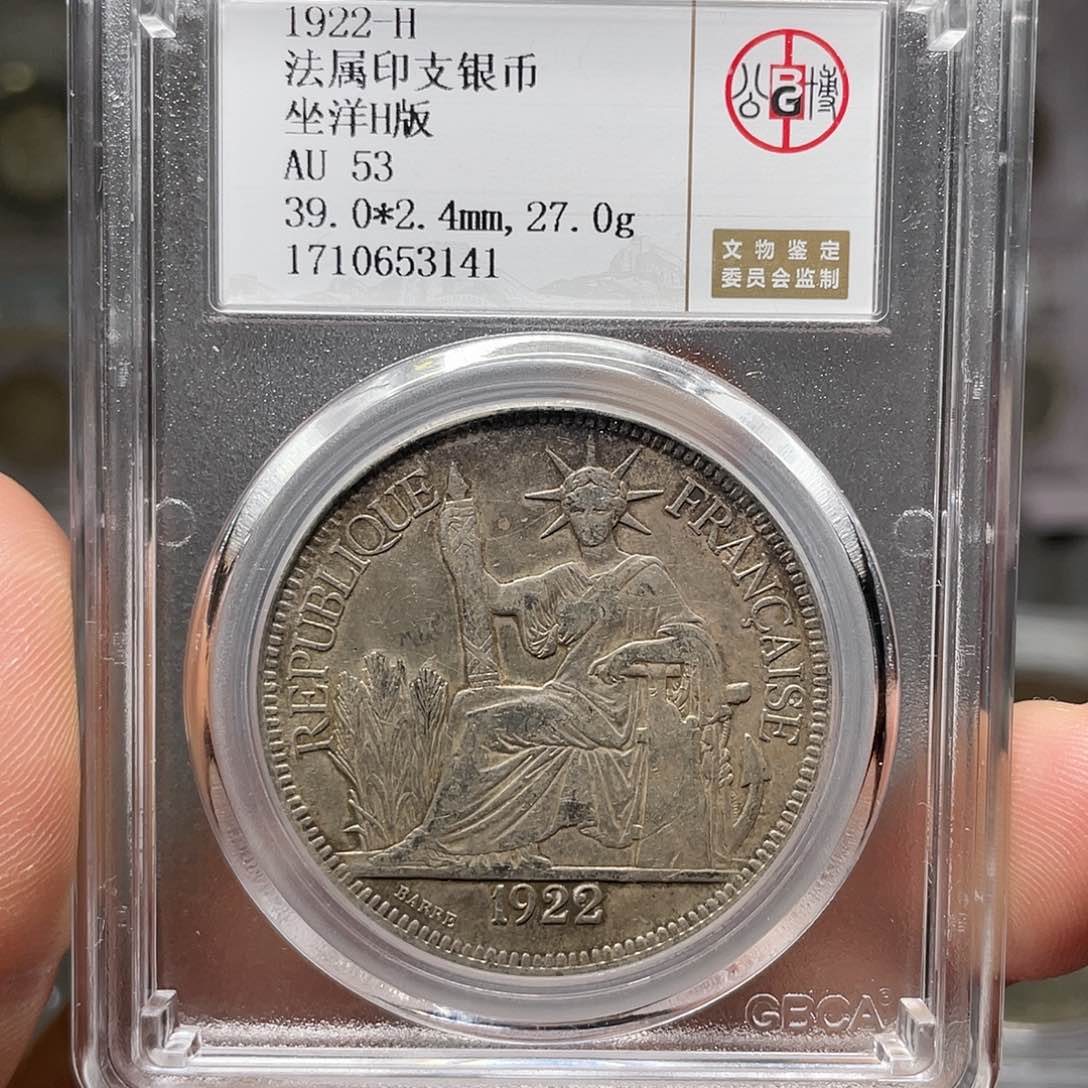 1922-H
法属印支银币
坐洋H版
AU 53
39.0*2.4mm,27.0g
1710653141
公博
BG
文物鉴定
委员会监制
REPUBLIQUE FRANÇAISE
BARRE
1922
GBCA